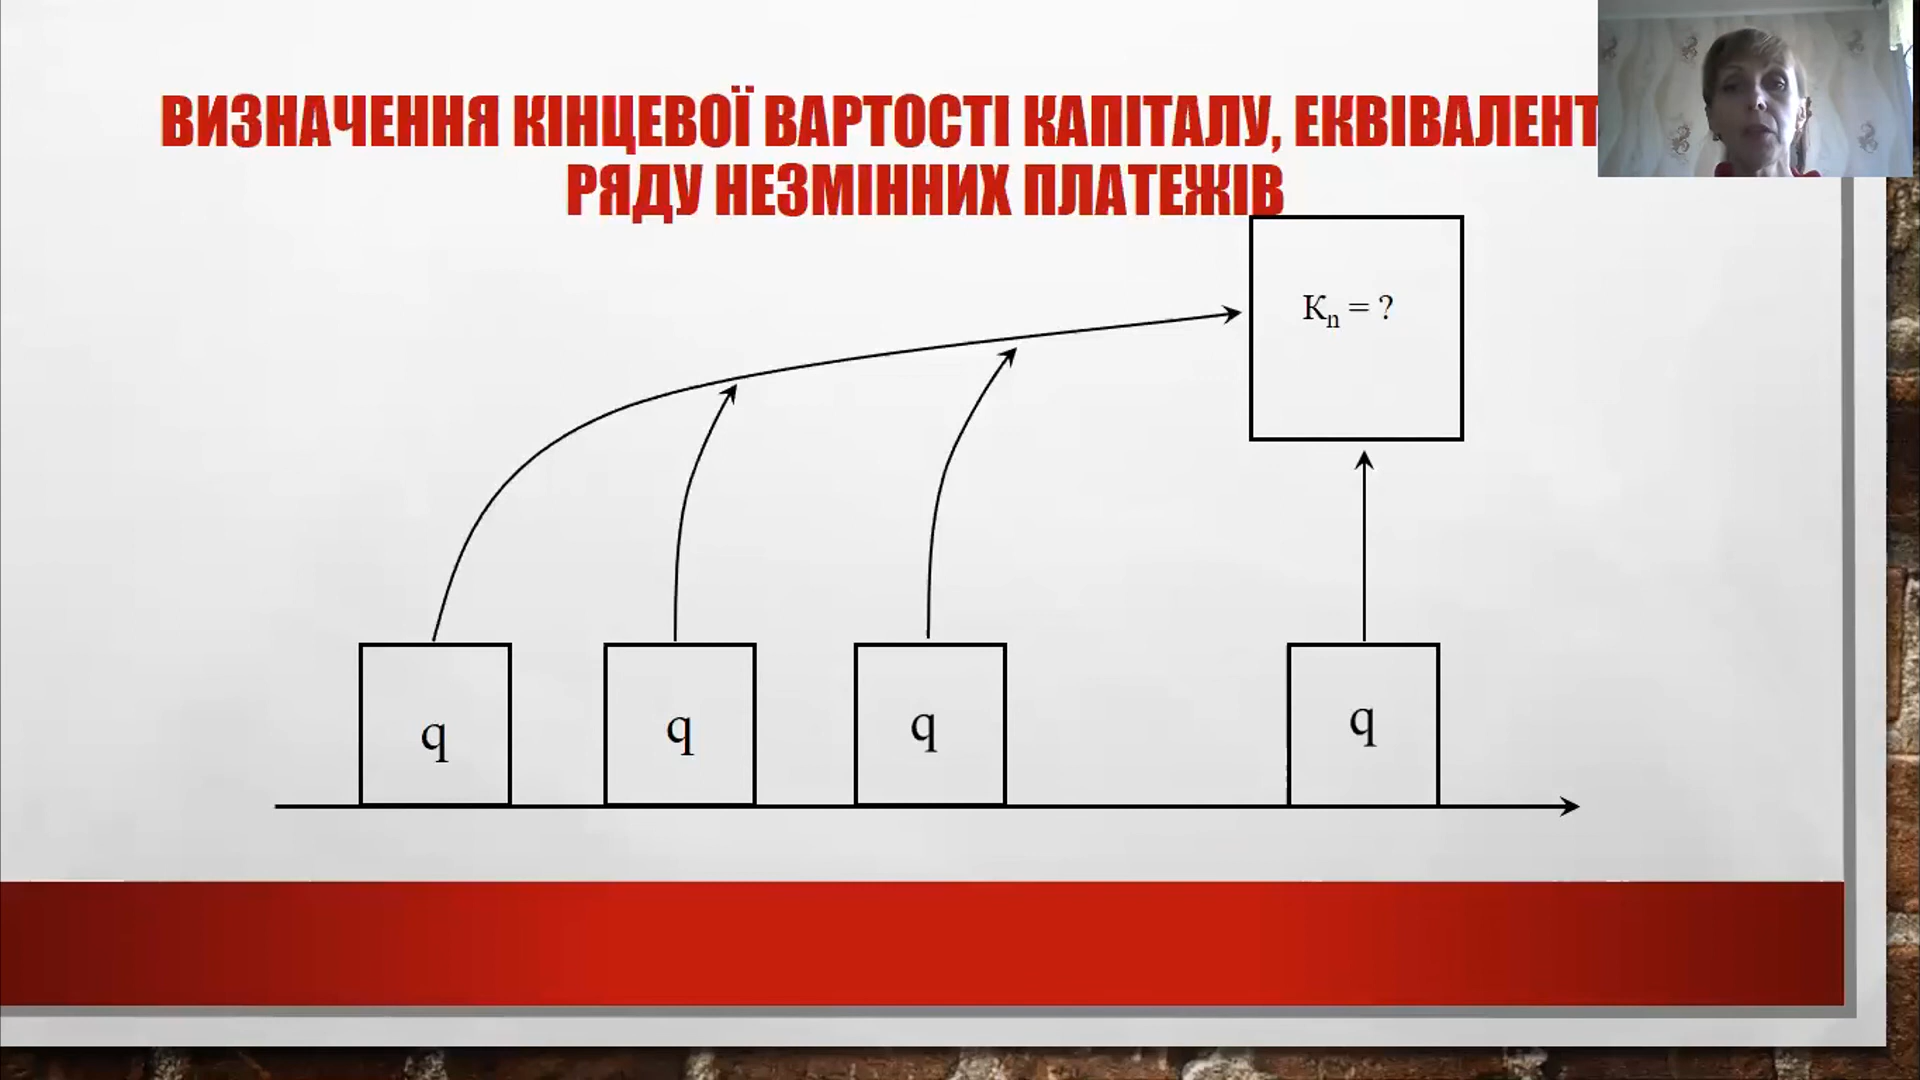 ВИЗНАЧЕННЯ КІНЦЕВОЇ ВАРТОСТІ КАПІТАЛУ, ЕКВІВАЛЕНТ
РЯДУ НЕЗМІННИХ ПЛАТЕЖІВ
Kn = ?
q q q q